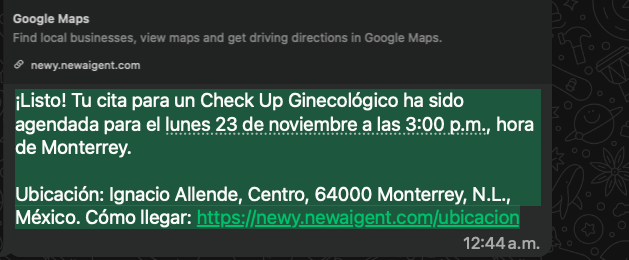 Google Maps
Find local businesses, view maps and get driving directions in Google Maps.
newy.newaigent.com
¡Listo! Tu cita para un Check Up Ginecológico ha sido
agendada para el lunes 23 de noviembre a las 3:00 p.m., hora
de Monterrey.
Ubicación: Ignacio Allende, Centro, 64000 Monterrey, N.L.,
México. Cómo llegar: https://newy.newaigent.com/ubicacion
12:44 a.m.